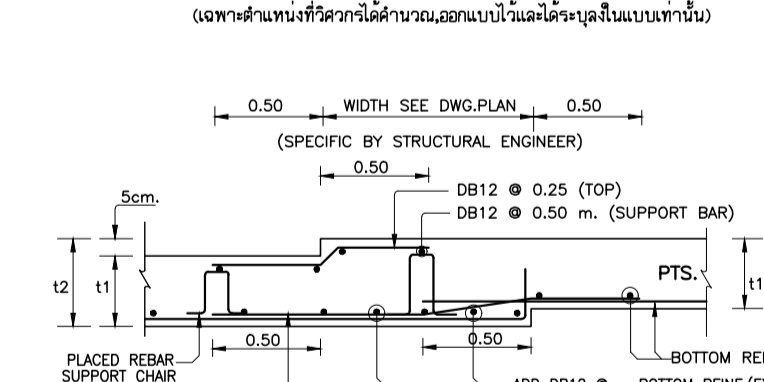 (เฉพาะตำแหน่งที่วิศวกรได้คำนวณ,ออกแบบไว้และได้ระบุลงในแบบเท่านั้น)
0.50 WIDTH SEE DWG.PLAN 0.50
(SPECIFIC BY STRUCTURAL ENGINEER)
0.50
DB12 @ 0.25 (TOP)
5cm.
DB12 @ 0.50 m. (SUPPORT BAR)
PTS.
t2 t1 t1
0.50 0.50
PLACED REBAR
SUPPORT CHAIR
BOTTOM
ADD DB12 @
BOTTOM